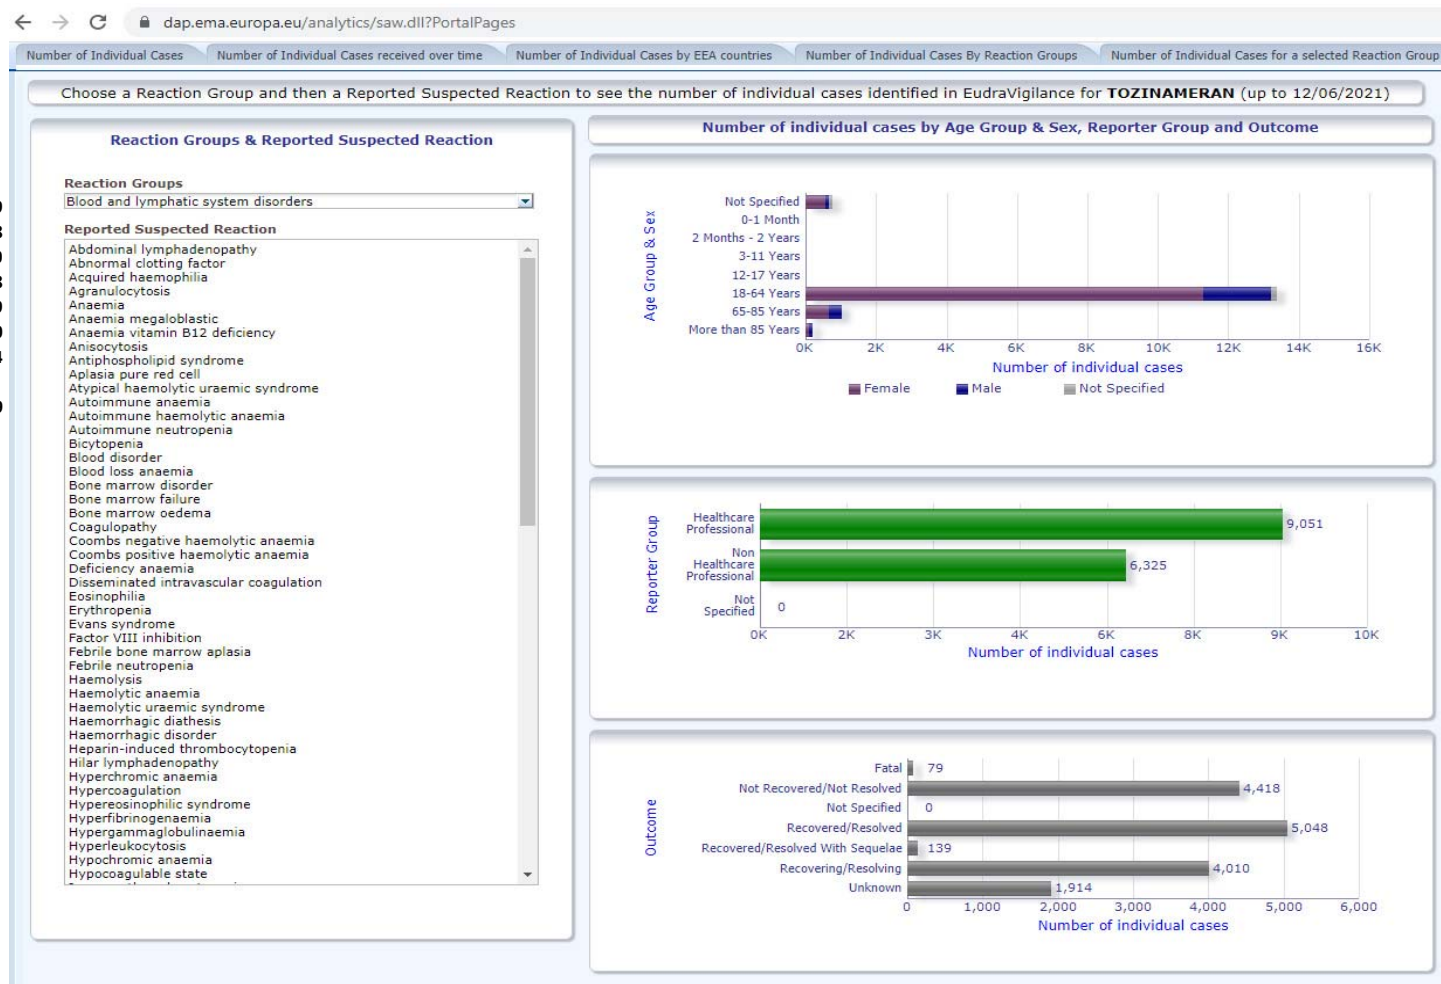 dap.ema.europa.eu/analytics/saw.dll?PortalPages
Number of Individual Cases
Number of Individual Cases received over time
Number of Individual Cases by EEA countries
Number of Individual Cases By Reaction Groups
Number of Individual Cases for a selected Reaction Group
Choose a Reaction Group and then a Reported Suspected Reaction to see the number of individual cases identified in EudraVigilance for TOZINAMERAN (up to 12/06/2021)
Reaction Groups & Reported Suspected Reaction
Reaction Groups
Blood and lymphatic system disorders
Reported Suspected Reaction
Abdominal lymphadenopathy
Abnormal clotting factor
Acquired haemophilia
Agranulocytosis
Anaemia
Anaemia megaloblastic
Anaemia vitamin B12 deficiency
Anisocytosis
Antiphospholipid syndrome
Aplasia pure red cell
Atypical haemolytic uraemic syndrome
Autoimmune anaemia
Autoimmune haemolytic anaemia
Autoimmune neutropenia
Bicytopenia
Blood disorder
Blood loss anaemia
Bone marrow disorder
Bone marrow failure
Bone marrow oedema
Coagulopathy
Coombs negative haemolytic anaemia
Coombs positive haemolytic anaemia
Deficiency anaemia
Disseminated intravascular coagulation
Eosinophilia
Erythropenia
Evans syndrome
Factor VIII inhibition
Febrile bone marrow aplasia
Febrile neutropenia
Haemolysis
Haemolytic anaemia
Haemolytic uraemic syndrome
Haemorrhagic diathesis
Haemorrhagic disorder
Heparin-induced thrombocytopenia
Hilar lymphadenopathy
Hyperchromic anaemia
Hypercoagulation
Hypereosinophilic syndrome
Hyperfibrinogenaemia
Hypergammaglobulinaemia
Hyperleukocytosis
Hypochromic anaemia
Hypocoagulable state
Number of individual cases by Age Group & Sex, Reporter Group and Outcome
Age Group & Sex
Not Specified
0-1 Month
2 Months - 2 Years
3-11 Years
12-17 Years
18-64 Years
65-85 Years
More than 85 Years
0K 2K 4K 6K 8K 10K 12K 14K 16K
Number of individual cases
Female Male Not Specified
Reporter Group
Healthcare
Professional
9,051
Non
Healthcare
Professional
6,325
Not
Specified
0
0K 2K 3K 4K 6K 8K 9K 10K
Number of individual cases
Outcome
Fatal 79
Not Recovered/Not Resolved 4,418
Not Specified 0
Recovered/Resolved 5,048
Recovered/Resolved With Sequelae 139
Recovering/Resolving 4,010
Unknown 1,914
0 1,000 2,000 3,000 4,000 5,000 6,000
Number of individual cases